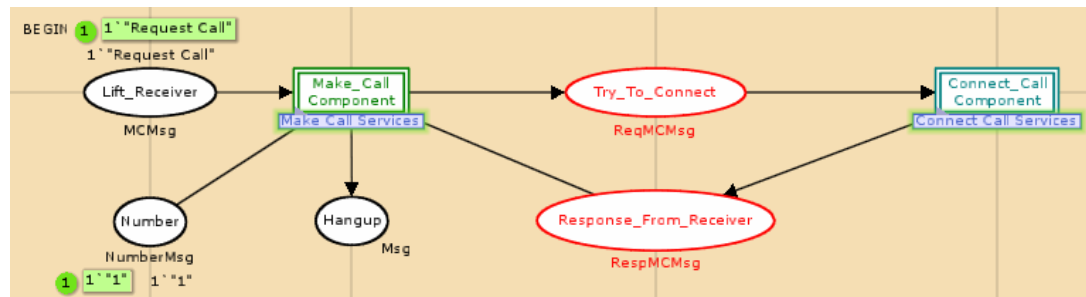 BEGIN 1 1`"Request Call"
1`"Request Call"
Lift_Receiver
MCMsg
Make_Call
Component
Make Call Services
Try_To_Connect
ReqMCMsg
Connect_Call
Component
Connect Call Services
Number
NumberMsg
1 1`"1" 1`"1"
Hangup
Msg
Response_From_Receiver
RespMCMsg